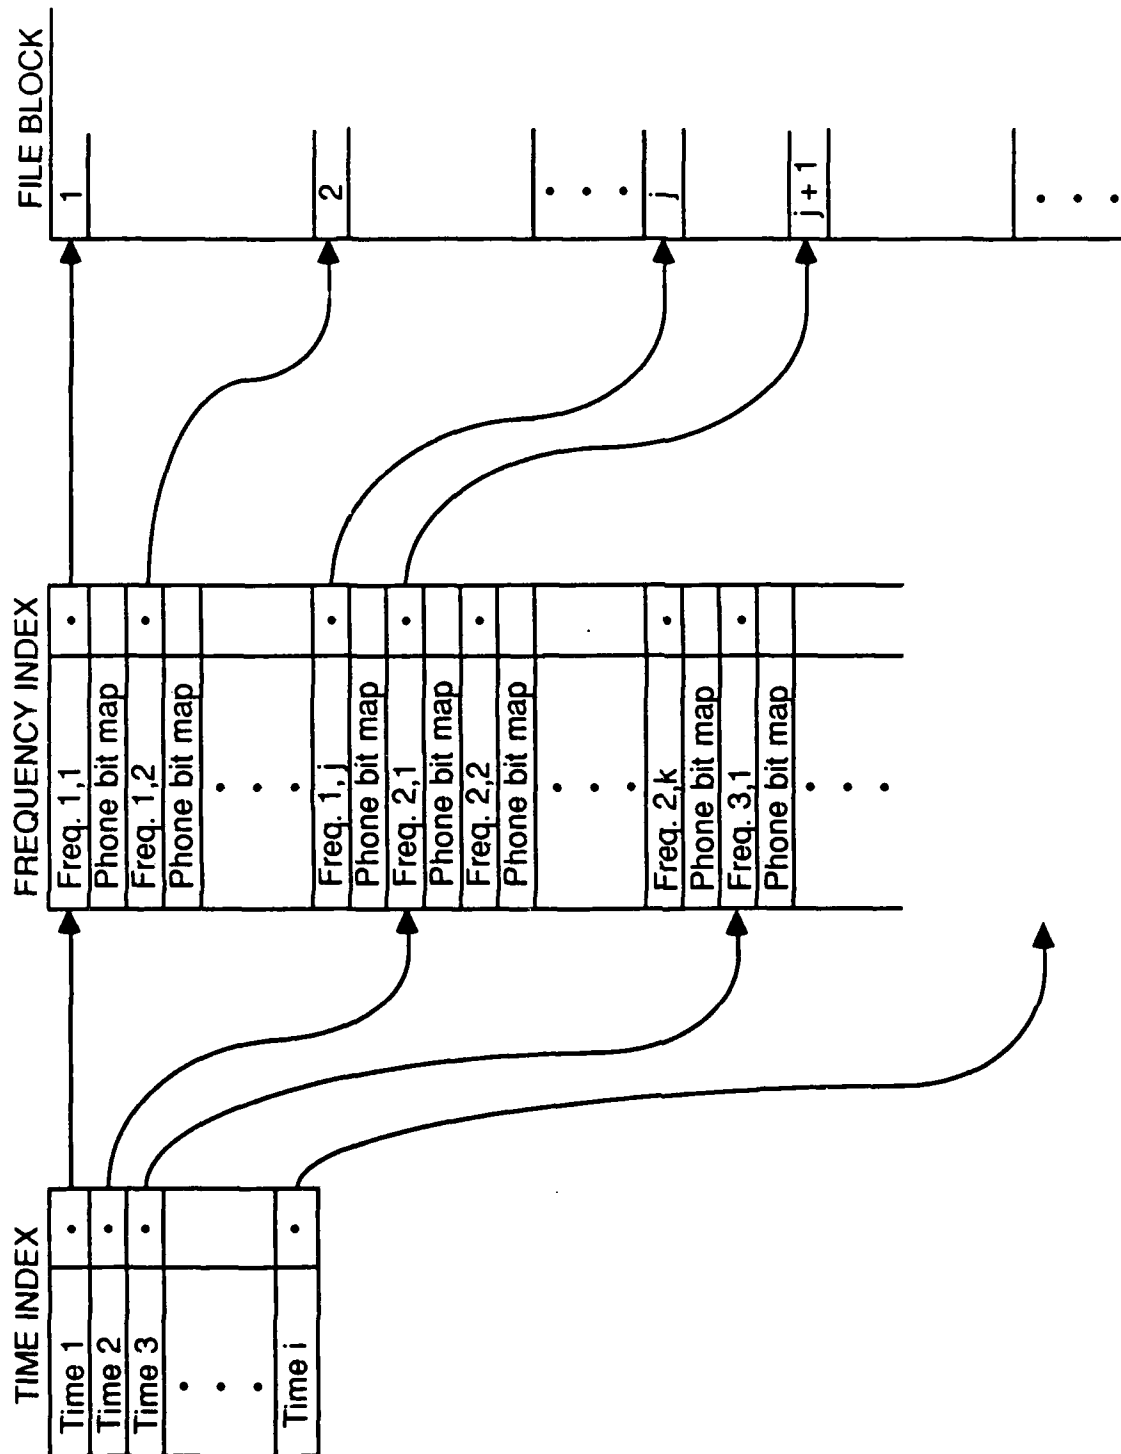 TIME INDEX
Time 1
Time 2
Time 3
Time i
FREQUENCY INDEX
Freq. 1,1
Phone bit map
Freq. 1,2
Phone bit map
Freq. 1,j
Phone bit map
Freq. 2,1
Phone bit map
Freq. 2,2
Phone bit map
Freq. 2,k
Phone bit map
Freq. 3,1
Phone bit map
FILE BLOCK
1
2
j
j + 1